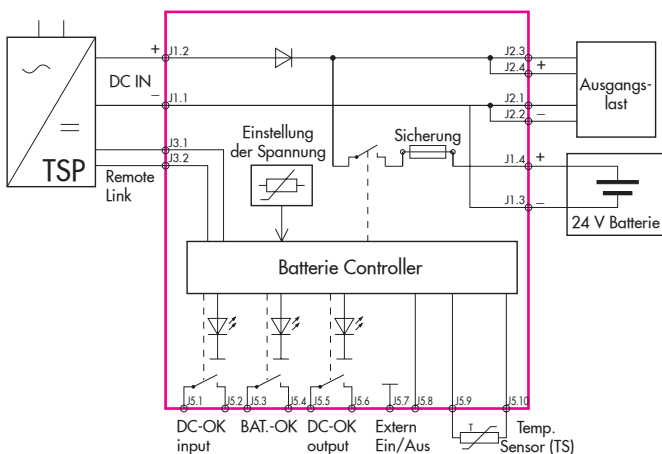 TSP
+
DC IN
–
J1.2
J1.1
J3.1
J3.2
Remote
Link
Einstellung
der Spannung
Sicherung
J2.3
J2.4
+
J2.1
J2.2
–
Ausgangs-
last
J1.4
+
J1.3
–
24 V Batterie
Batterie Controller
J5.1
J5.2
J5.3
J5.4
J5.5
J5.6
J5.7
J5.8
J5.9
J5.10
DC-OK
input
BAT.-OK
DC-OK
output
Extern
Ein/Aus
T
Temp.
Sensor (TS)